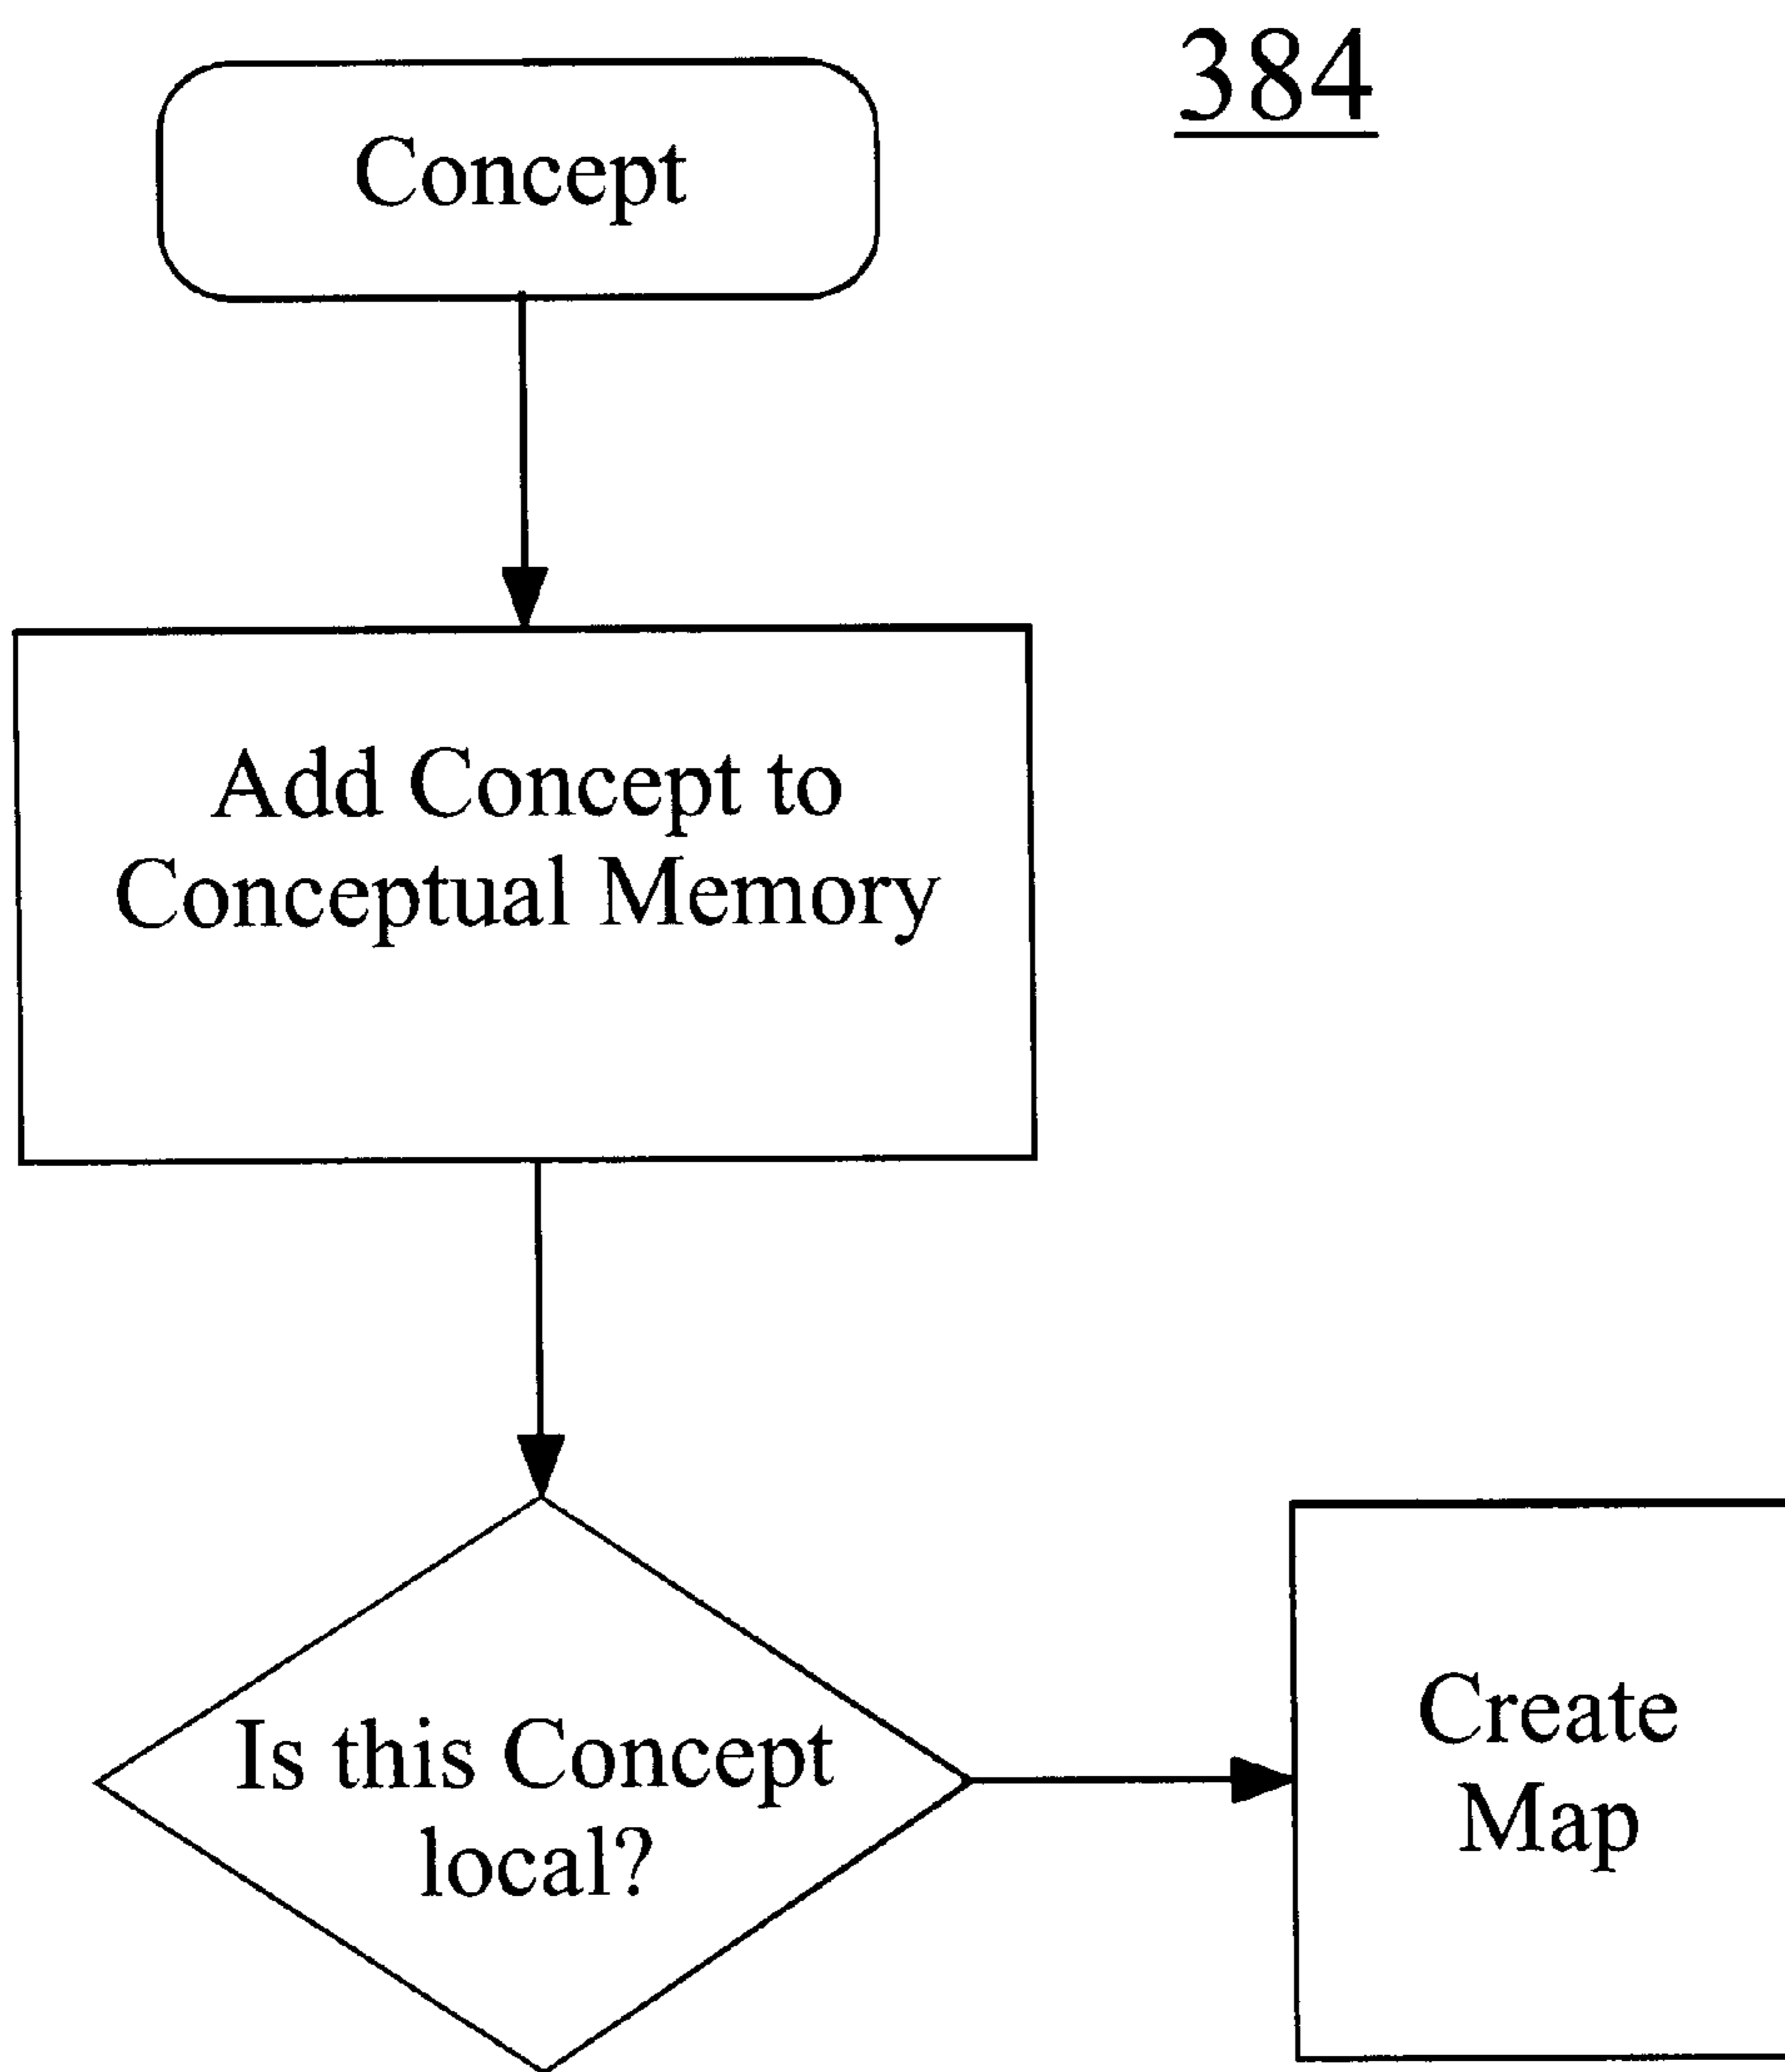 384
Concept
Add Concept to
Conceptual Memory
Is this Concept
local?
Create
Map